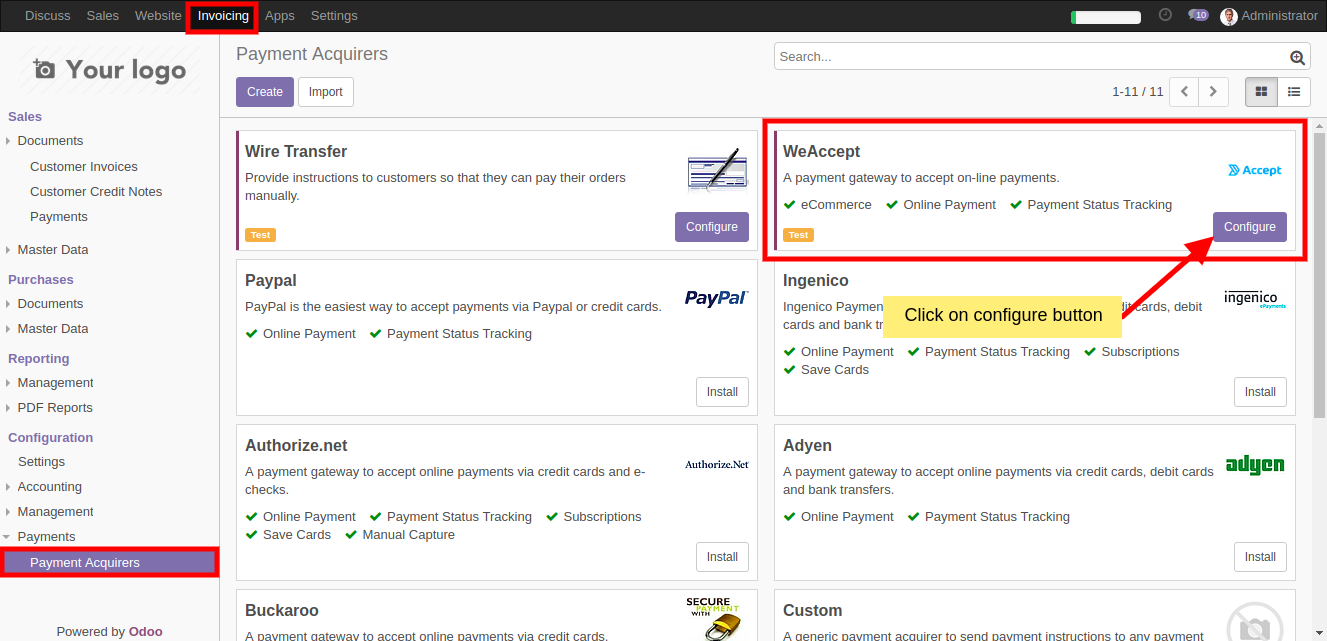 Discuss Sales Website Invoicing Apps Settings 10 Administrator
Your logo
Sales
Documents
Customer Invoices
Customer Credit Notes
Payments
Master Data
Purchases
Documents
Master Data
Reporting
Management
PDF Reports
Configuration
Settings
Accounting
Management
Payments
Payment Acquirers
Powered by Odoo
Payment Acquirers
Search...
Create Import
1-11 / 11
Wire Transfer
Provide instructions to customers so that they can pay their orders
manually.
Test
Configure
WeAccept
A payment gateway to accept on-line payments.
Accept
eCommerce Online Payment Payment Status Tracking
Test
Configure
Paypal
PayPal is the easiest way to accept payments via Paypal or credit cards.
PayPal
Online Payment Payment Status Tracking
Install
Ingenico
Ingenico Paymen
cards, debit
cards and bank
ingenico
ePayments
Click on configure button
Online Payment Payment Status Tracking Subscriptions
Save Cards
Install
Authorize.net
A payment gateway to accept online payments via credit cards and e-
checks.
Authorize.Net
Online Payment Payment Status Tracking Subscriptions
Save Cards Manual Capture
Install
Adyen
A payment gateway to accept online payments via credit cards, debit cards
and bank transfers.
adyen
Online Payment Payment Status Tracking
Install
Buckaroo
A payment gateway to accept online payments via credit cards.
SECURE
PAYMENT
WITH
Custom
A generic payment acquirer to send payment instructions to any payment